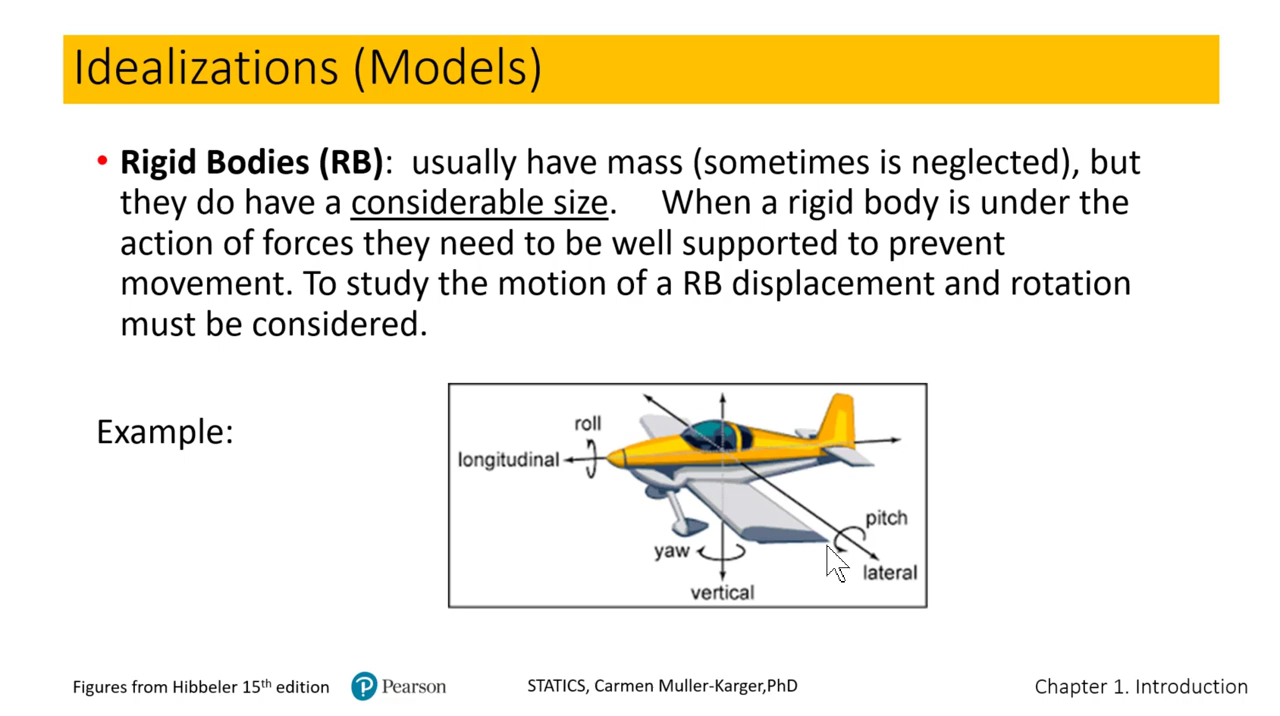 Idealizations (Models)
• Rigid Bodies (RB): usually have mass (sometimes is neglected), but
they do have a considerable size. When a rigid body is under the
action of forces they need to be well supported to prevent
movement. To study the motion of a RB displacement and rotation
must be considered.
Example:
roll
longitudinal
pitch
yaw
lateral
vertical
Figures from Hibbeler 15th edition
Pearson
STATICS, Carmen Muller-Karger,PhD
Chapter 1. Introduction